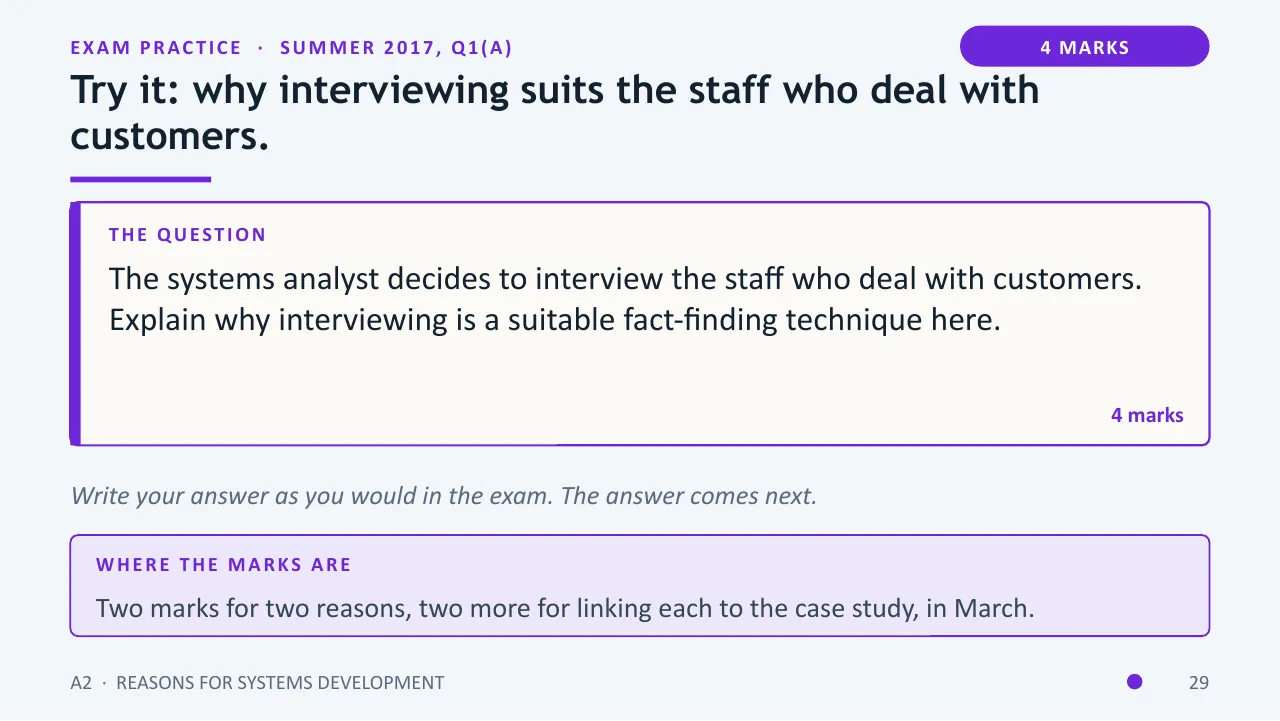 EXAM PRACTICE · SUMMER 2017, Q1(A)
4 MARKS
Try it: why interviewing suits the staff who deal with
customers.
THE QUESTION
The systems analyst decides to interview the staff who deal with customers.
Explain why interviewing is a suitable fact-finding technique here.
4 marks
Write your answer as you would in the exam. The answer comes next.
WHERE THE MARKS ARE
Two marks for two reasons, two more for linking each to the case study, in March.
A2 · REASONS FOR SYSTEMS DEVELOPMENT
29